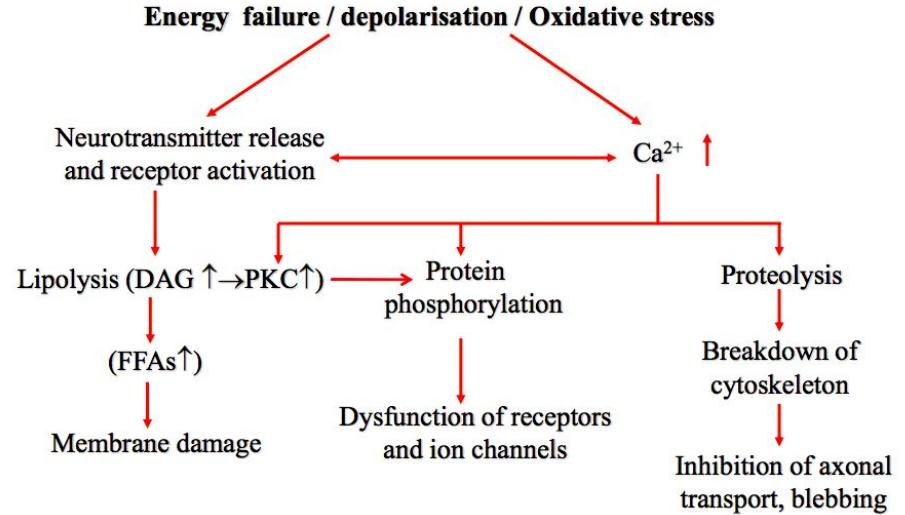 Energy failure / depolarisation / Oxidative stress
Neurotransmitter release
and receptor activation
Ca²⁺ ↑
Lipolysis (DAG ↑→PKC↑)
Protein
phosphorylation
Proteolysis
(FFAs↑)
Breakdown of
cytoskeleton
Membrane damage
Dysfunction of receptors
and ion channels
Inhibition of axonal
transport, blebbing